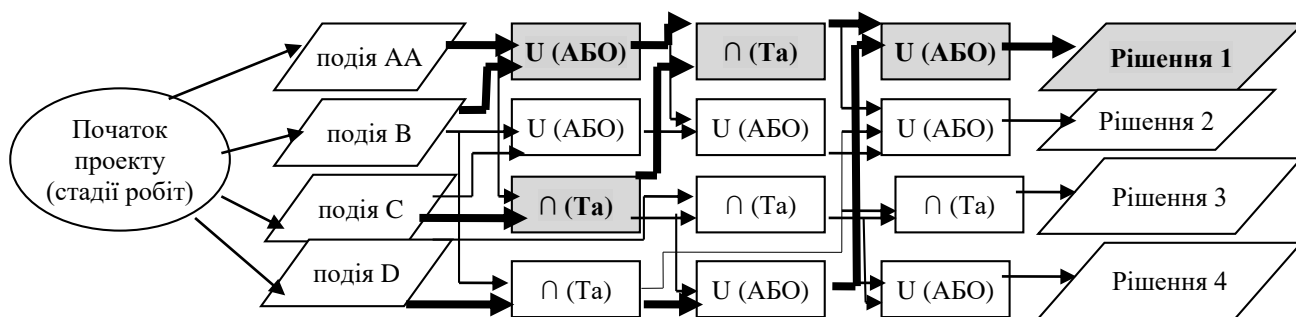 Початок
проекту
(стадії робіт)
подія АА
U (АБО)
∩ (Та)
U (АБО)
Рішення 1
подія В
U (АБО)
U (АБО)
U (АБО)
Рішення 2
подія С
∩ (Та)
∩ (Та)
∩ (Та)
Рішення 3
подія D
∩ (Та)
U (АБО)
U (АБО)
Рішення 4